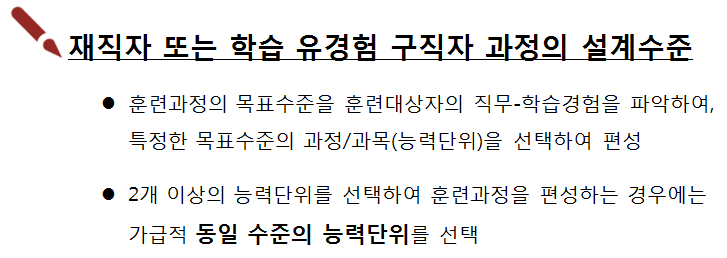 재직자 또는 학습 유경험 구직자 과정의 설계수준
● 훈련과정의 목표수준을 훈련대상자의 직무-학습경험을 파악하여,
특정한 목표수준의 과정/과목(능력단위)을 선택하여 편성
● 2개 이상의 능력단위를 선택하여 훈련과정을 편성하는 경우에는
가급적 동일 수준의 능력단위를 선택